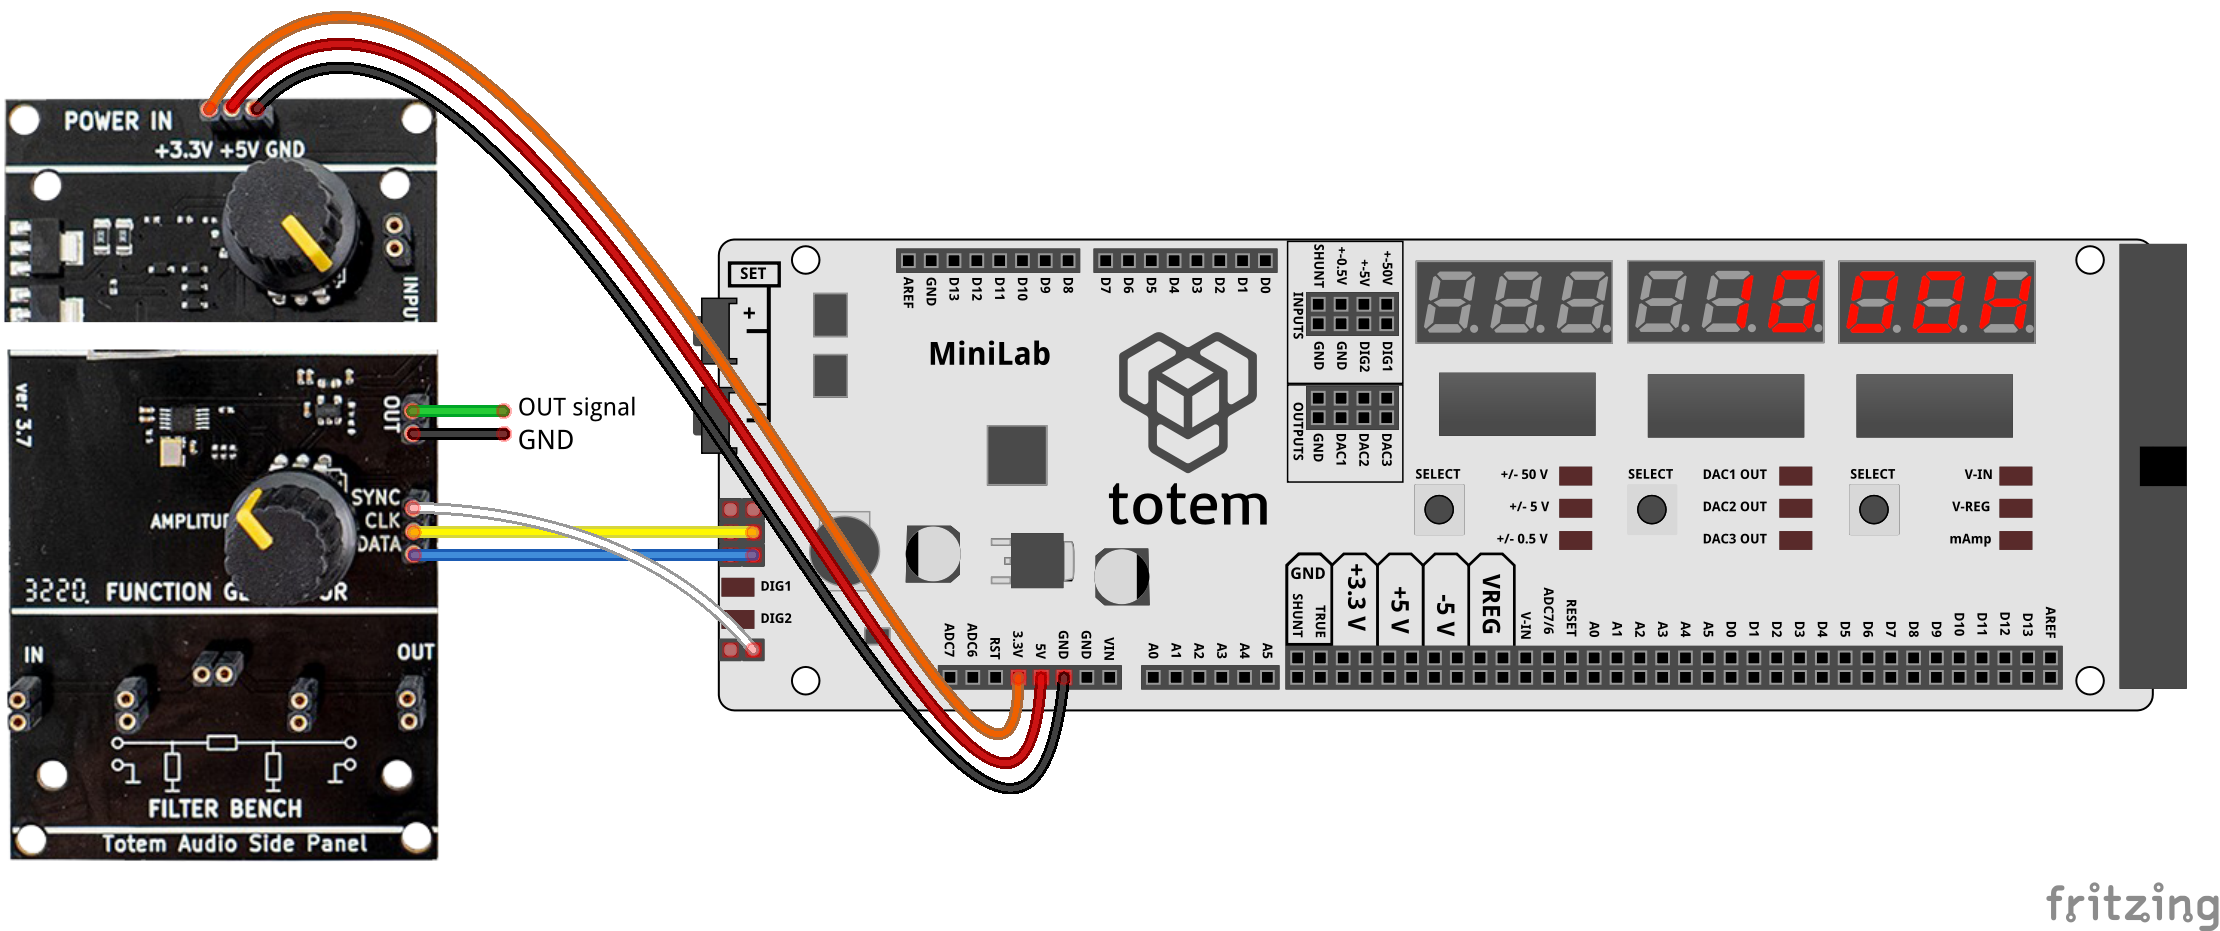 POWER IN
+3.3V +5V GND
ver 3.7
OUT
OUT signal
GND
SYNC
CLK
DATA
3220. FUNCTION
IN
OUT
FILTER BENCH
Totem Audio Side Panel
SET
+
AREF GND D13 D12 D11 D10 D9 D8
D7 D6 D5 D4 D3 D2 D1 D0
MiniLab
totem
SHUNT +-0.5V +-5V +-50V
INPUTS
GND GND DIG2 DIG1
OUTPUTS
GND DAC1 DAC2 DAC3
10 00H
SELECT
+/- 50 V
+/- 5 V
+/- 0.5 V
SELECT
DAC1 OUT
DAC2 OUT
DAC3 OUT
SELECT
V-IN
V-REG
mAmp
DIG1
DIG2
ADC7 ADC6 RST 3.3V 5V GND GND VIN
A0 A1 A2 A3 A4 A5
GND
SHUNT TRUE
+3.3 V
+5 V
-5 V
VREG
V-IN ADC7/6 RESET A0 A1 A2 A3 A4 A5 D0 D1 D2 D3 D4 D5 D6 D7 D8 D9 D10 D11 D12 D13 AREF
fritzing